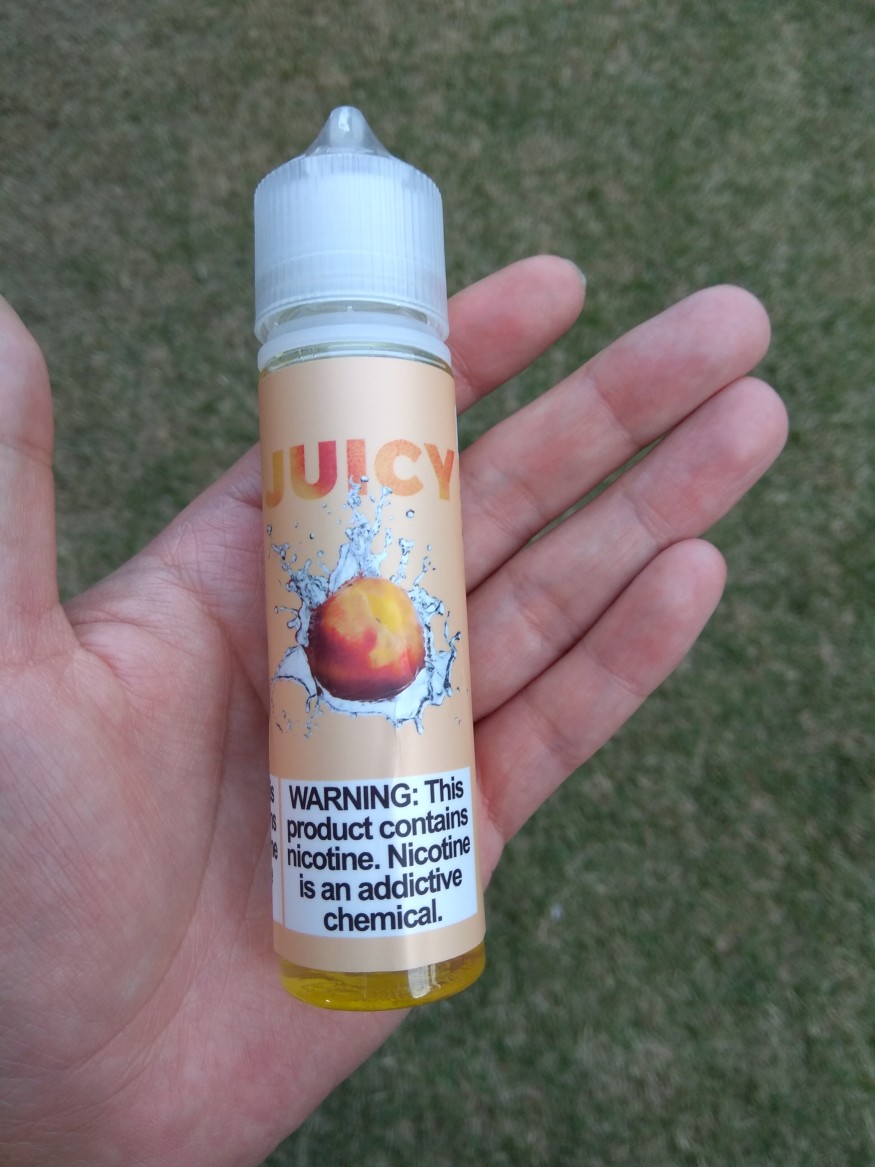 JUICY
WARNING: This
product contains
nicotine. Nicotine
is an addictive
chemical.